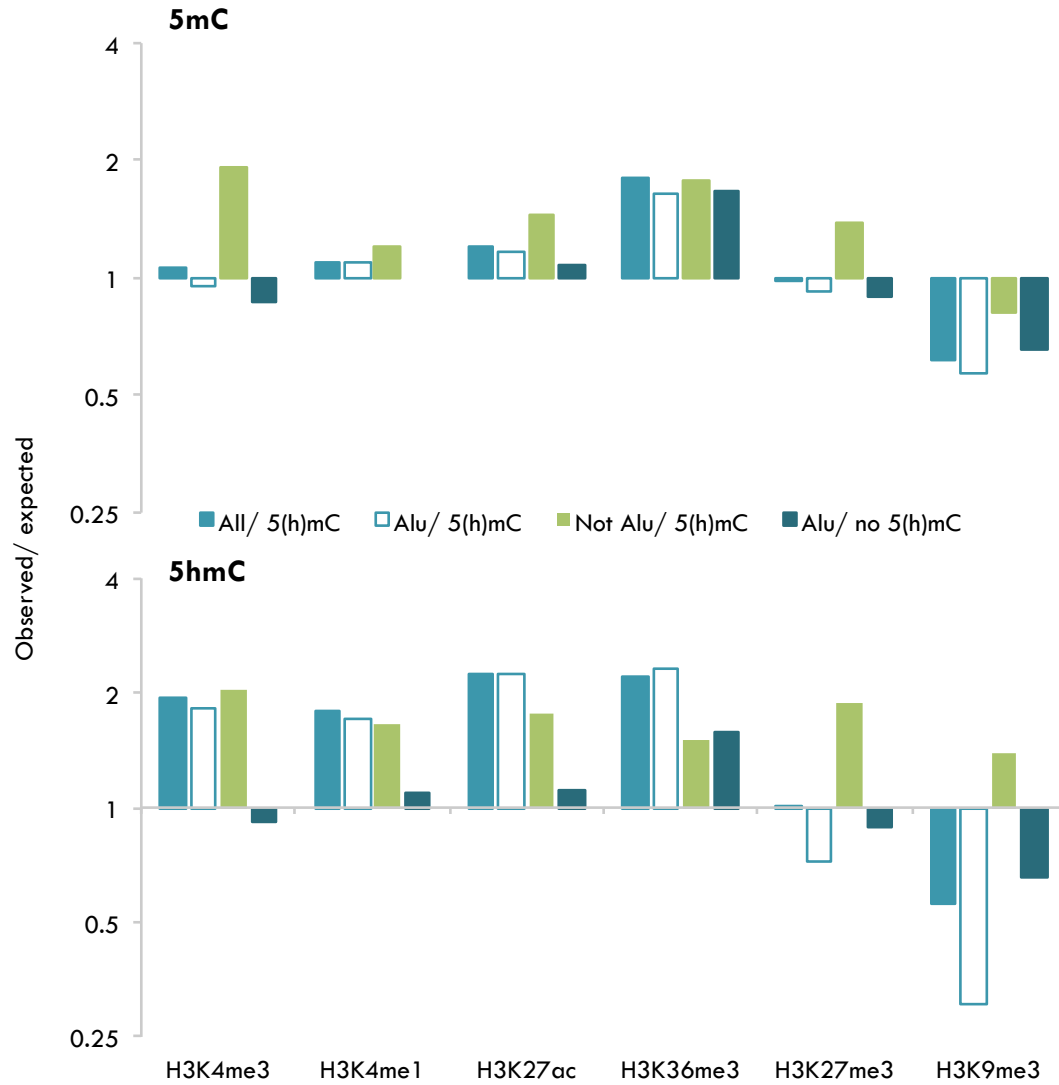 5mC
4
2
1
0.5
0.25
Observed/ expected
All/ 5(h)mC Alu/ 5(h)mC Not Alu/ 5(h)mC Alu/ no 5(h)mC
5hmC
4
2
1
0.5
0.25
H3K4me3 H3K4me1 H3K27ac H3K36me3 H3K27me3 H3K9me3